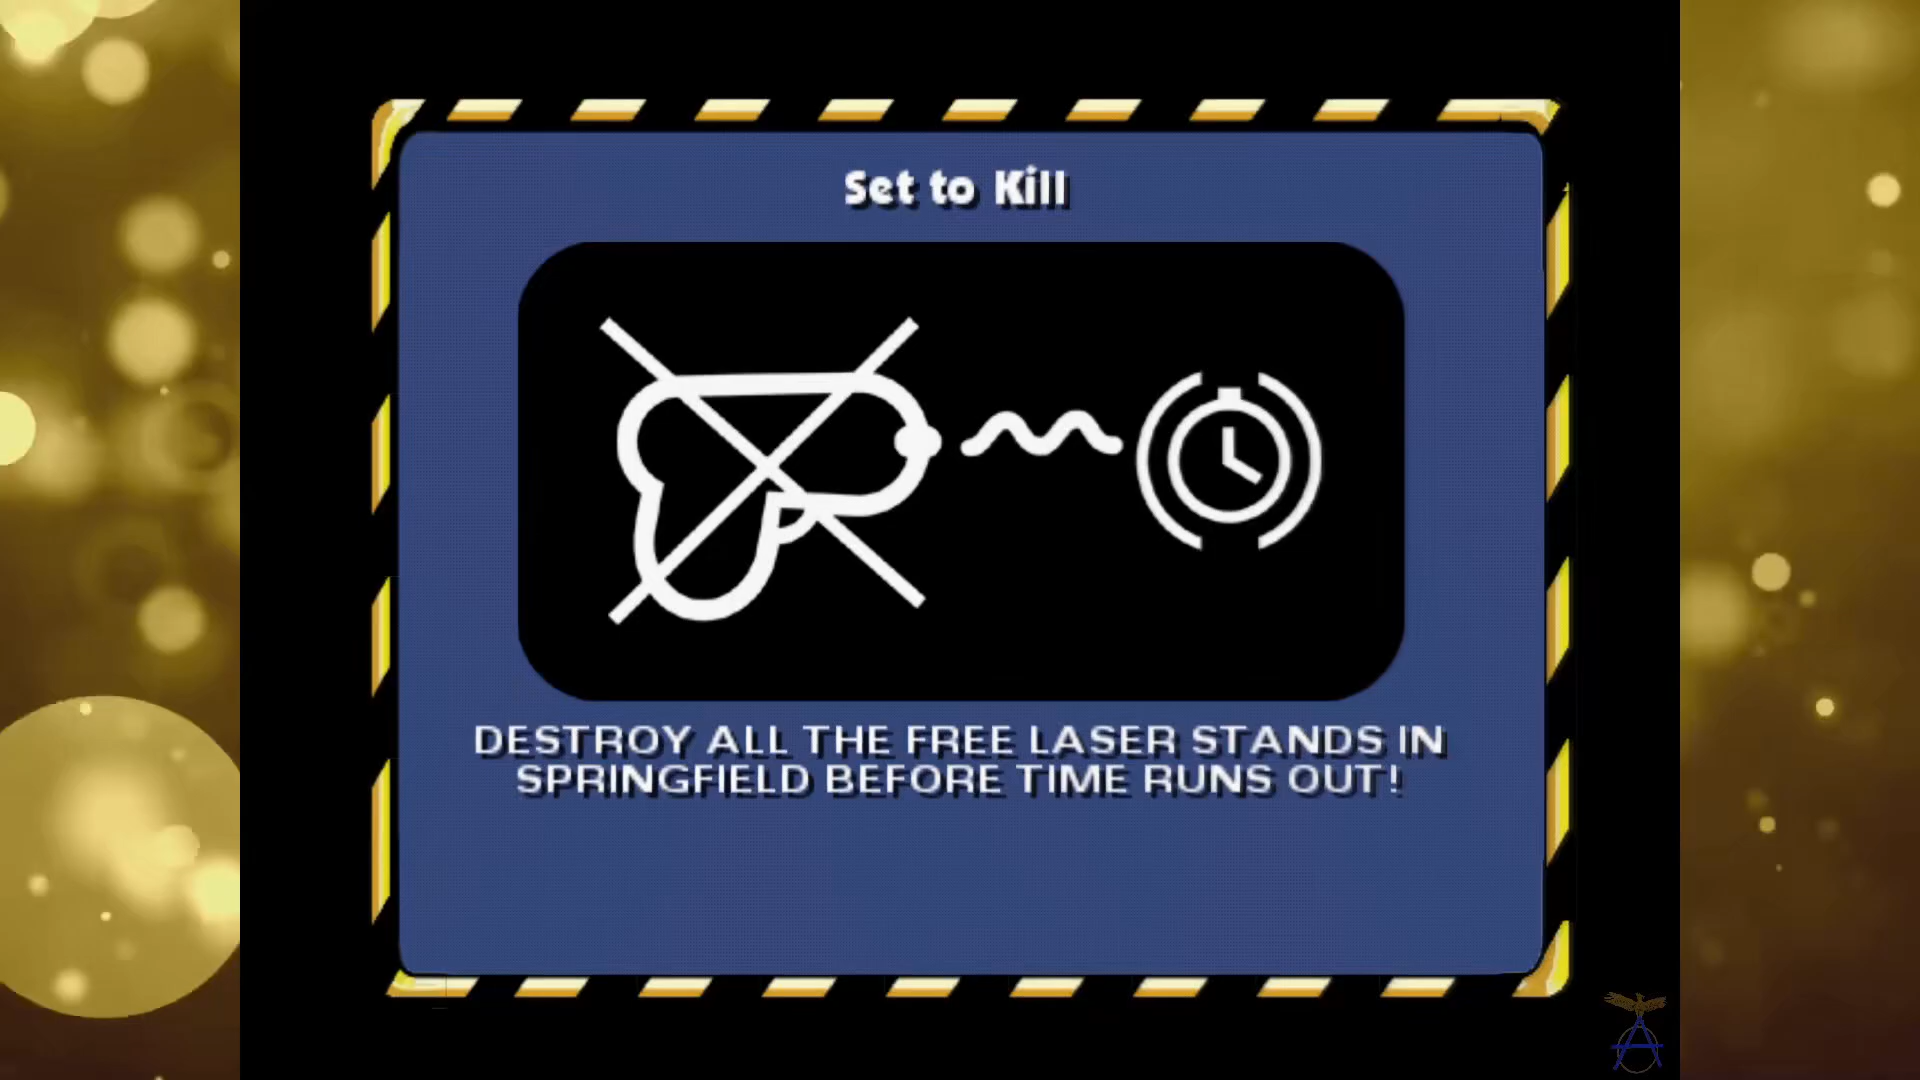 Set to Kill
DESTROY ALL THE FREE LASER STANDS IN
SPRINGFIELD BEFORE TIME RUNS OUT!